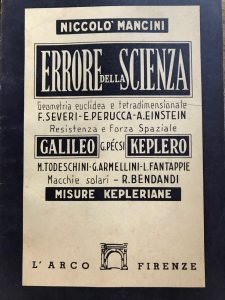 NICCOLO' MANCINI
ERRORE DELLA SCIENZA
Geometria euclidea e tetradimensionale
F. SEVERI-E. PERUCCA-A. EINSTEIN
Resistenza e Forza Spaziale
GALILEO G. PÉCSI KEPLERO
M. TODESCHINI-G. ARMELLINI-L. FANTAPPIE
Macchie solari - R. BENDANDI
MISURE KEPLERIANE
L'ARCO FIRENZE